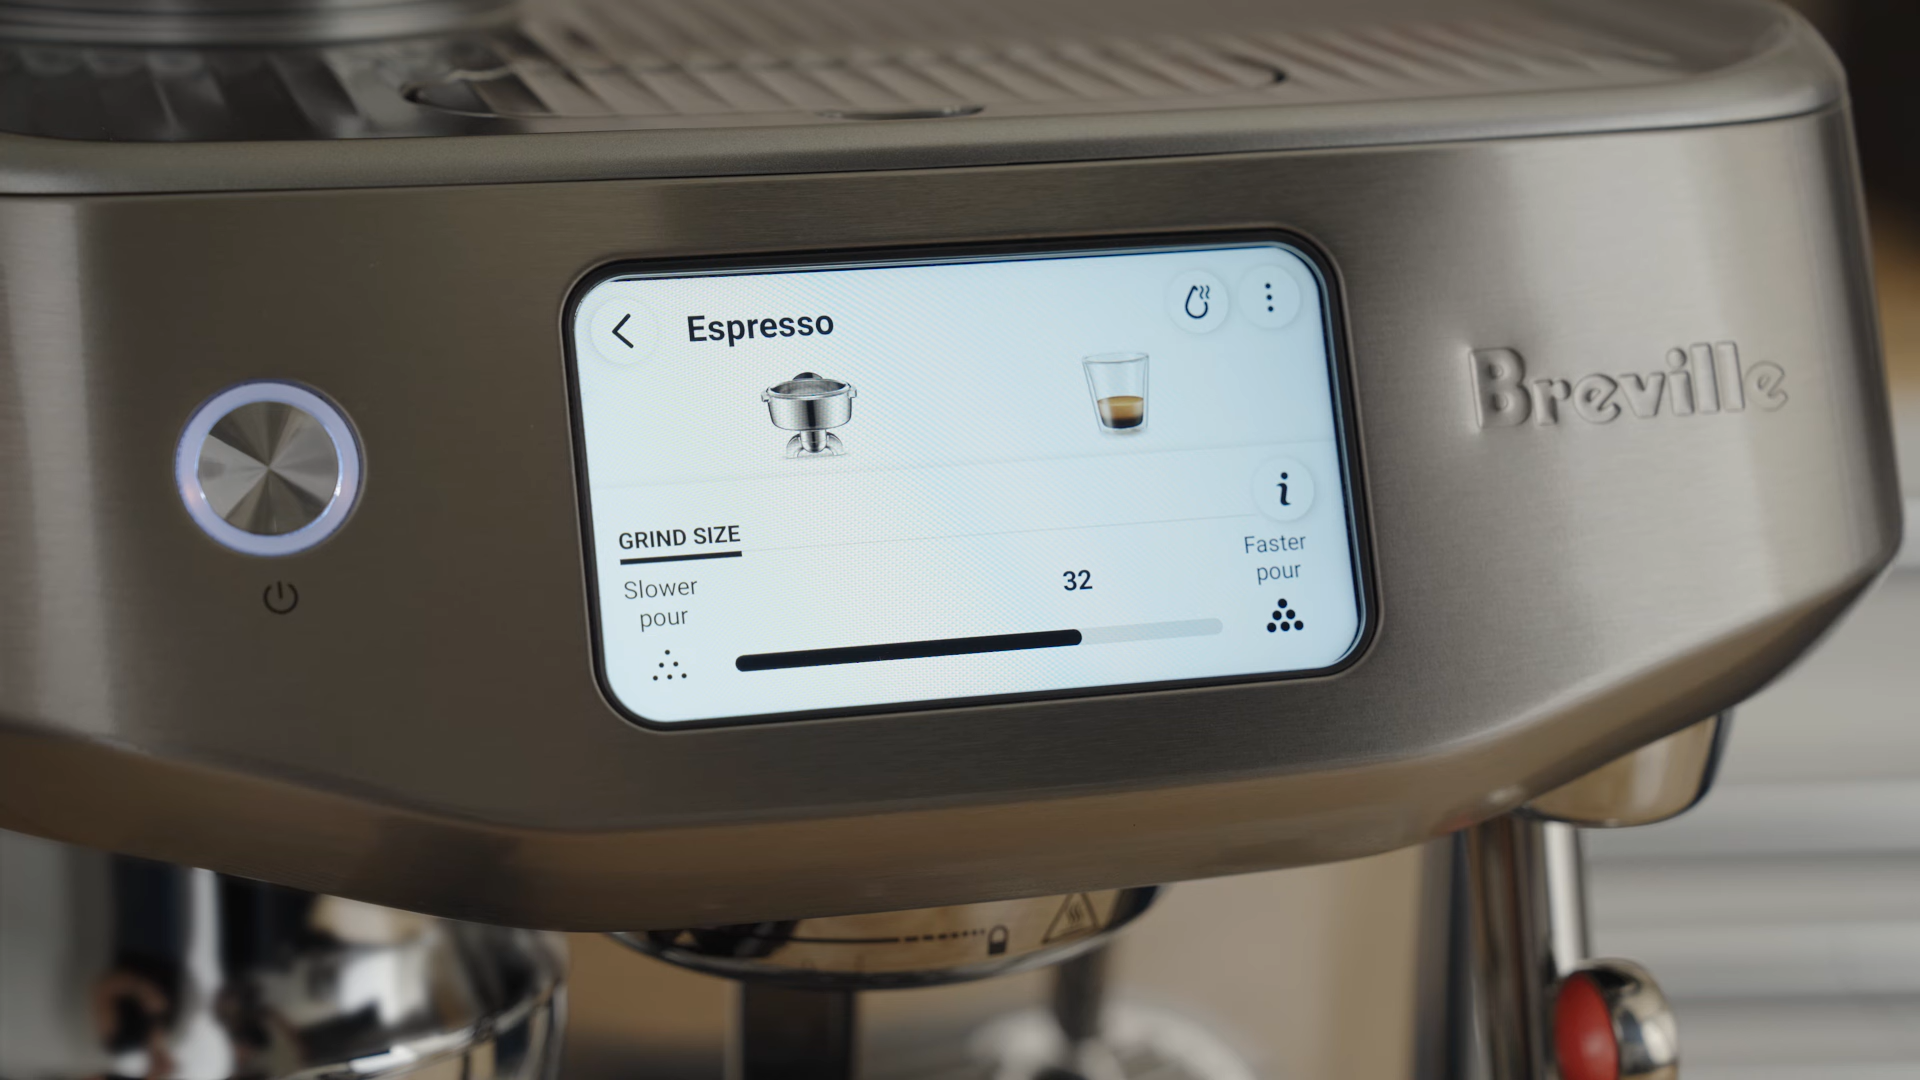 Espresso
Breville
GRIND SIZE
Slower
pour
32
Faster
pour